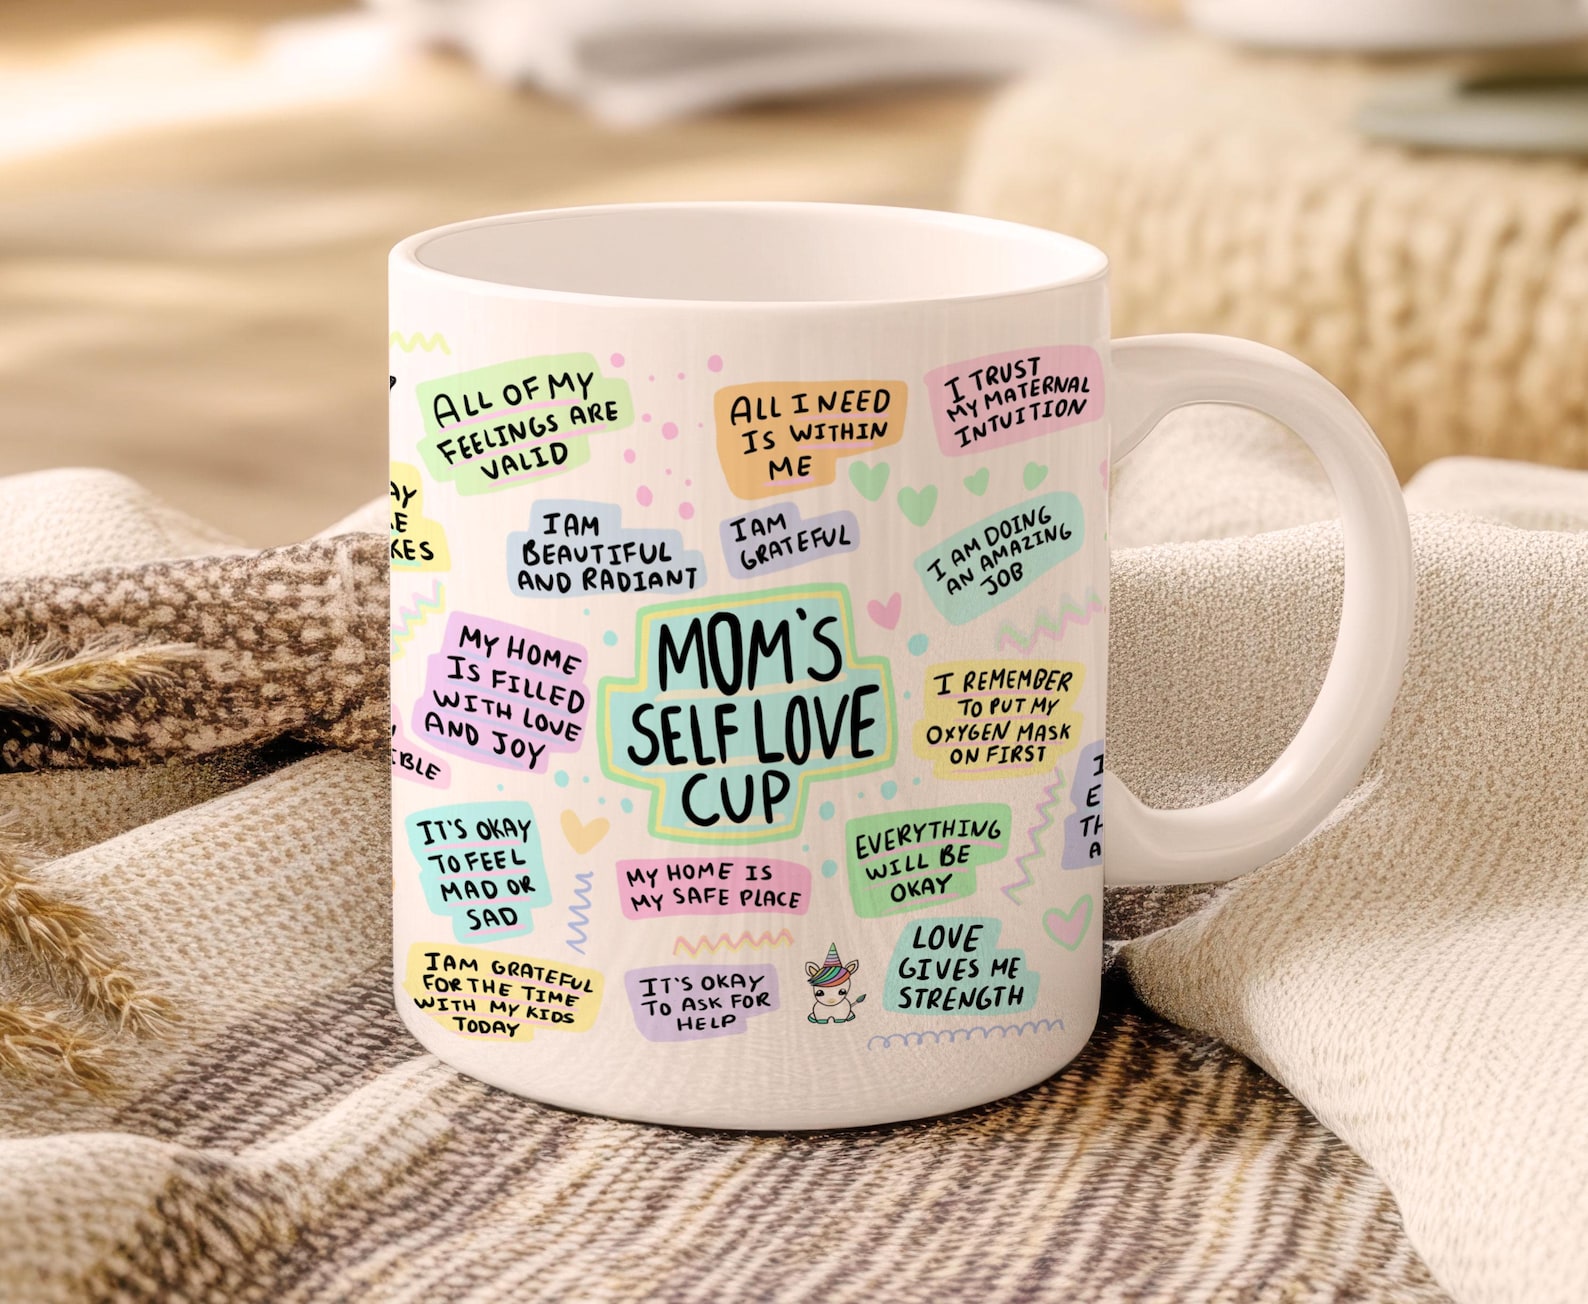 ALL OF MY
FEELINGS ARE
VALID
ALL I NEED
IS WITHIN
ME
I TRUST
MY MATERNAL
INTUITION
I AM
BEAUTIFUL
AND RADIANT
I AM
GRATEFUL
I AM DOING
AN AMAZING
JOB
MY HOME
IS FILLED
WITH LOVE
AND JOY
MOM'S
SELF LOVE
CUP
I REMEMBER
TO PUT MY
OXYGEN MASK
ON FIRST
IT'S OKAY
TO FEEL
MAD OR
SAD
MY HOME IS
MY SAFE PLACE
EVERYTHING
WILL BE
OKAY
I AM GRATEFUL
FOR THE TIME
WITH MY KIDS
TODAY
IT'S OKAY
TO ASK FOR
HELP
LOVE
GIVES ME
STRENGTH